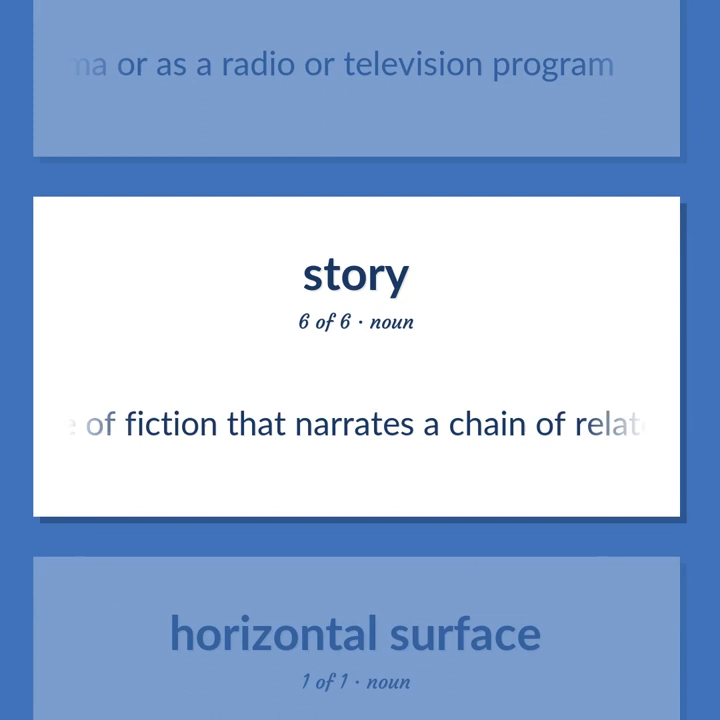 or as a radio or television program
story
6 of 6 · noun
of fiction that narrates a chain of
horizontal surface
1 of 1 · noun